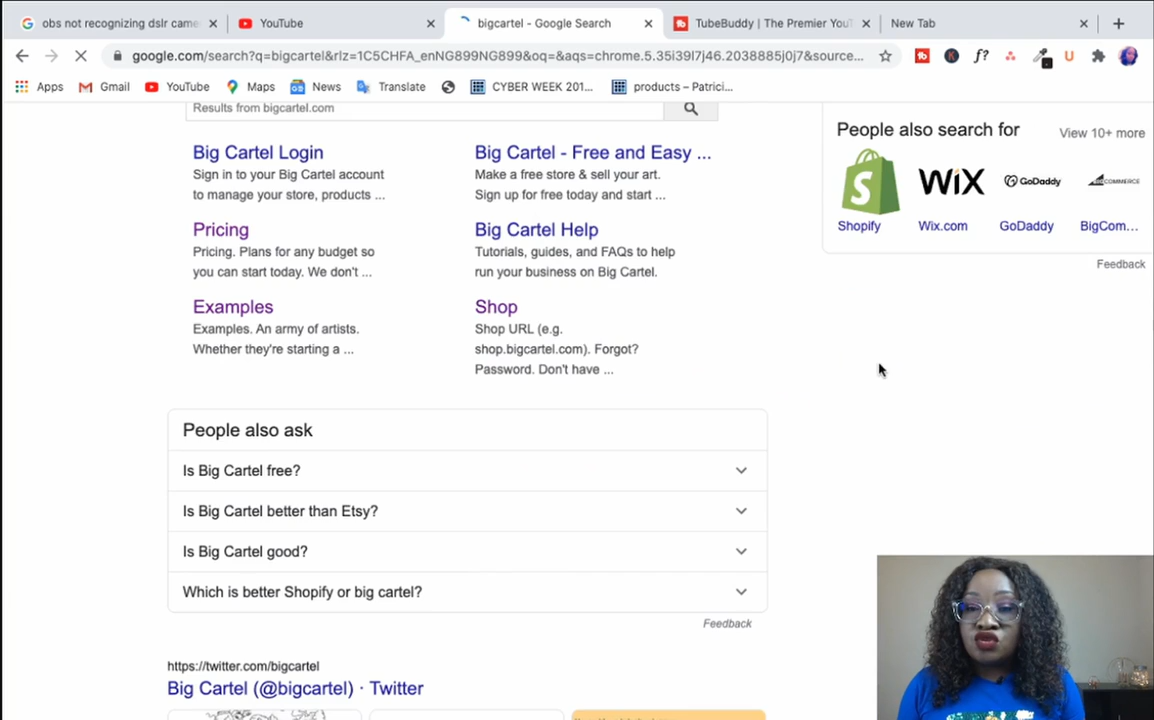 obs not recognizing dslr came
YouTube
bigcartel - Google Search
TubeBuddy | The Premier You
New Tab
google.com/search?q=bigcartel&rlz=1C5CHFA_enNG899NG899&oq=&aqs=chrome.5.35i39l7j46.2038885j0j7&source...
Apps
Gmail
YouTube
Maps
News
Translate
CYBER WEEK 201...
products – Patrici...
Results from bigcartel.com
Big Cartel Login
Sign in to your Big Cartel account
to manage your store, products ...
Big Cartel - Free and Easy ...
Make a free store & sell your art.
Sign up for free today and start ...
Pricing
Pricing. Plans for any budget so
you can start today. We don't ...
Big Cartel Help
Tutorials, guides, and FAQs to help
run your business on Big Cartel.
Examples
Examples. An army of artists.
Whether they're starting a ...
Shop
Shop URL (e.g.
shop.bigcartel.com). Forgot?
Password. Don't have ...
People also search for
View 10+ more
WiX
GoDaddy
COMMERCE
Shopify
Wix.com
GoDaddy
BigCom...
Feedback
People also ask
Is Big Cartel free?
Is Big Cartel better than Etsy?
Is Big Cartel good?
Which is better Shopify or big cartel?
Feedback
https://twitter.com/bigcartel
Big Cartel (@bigcartel) · Twitter